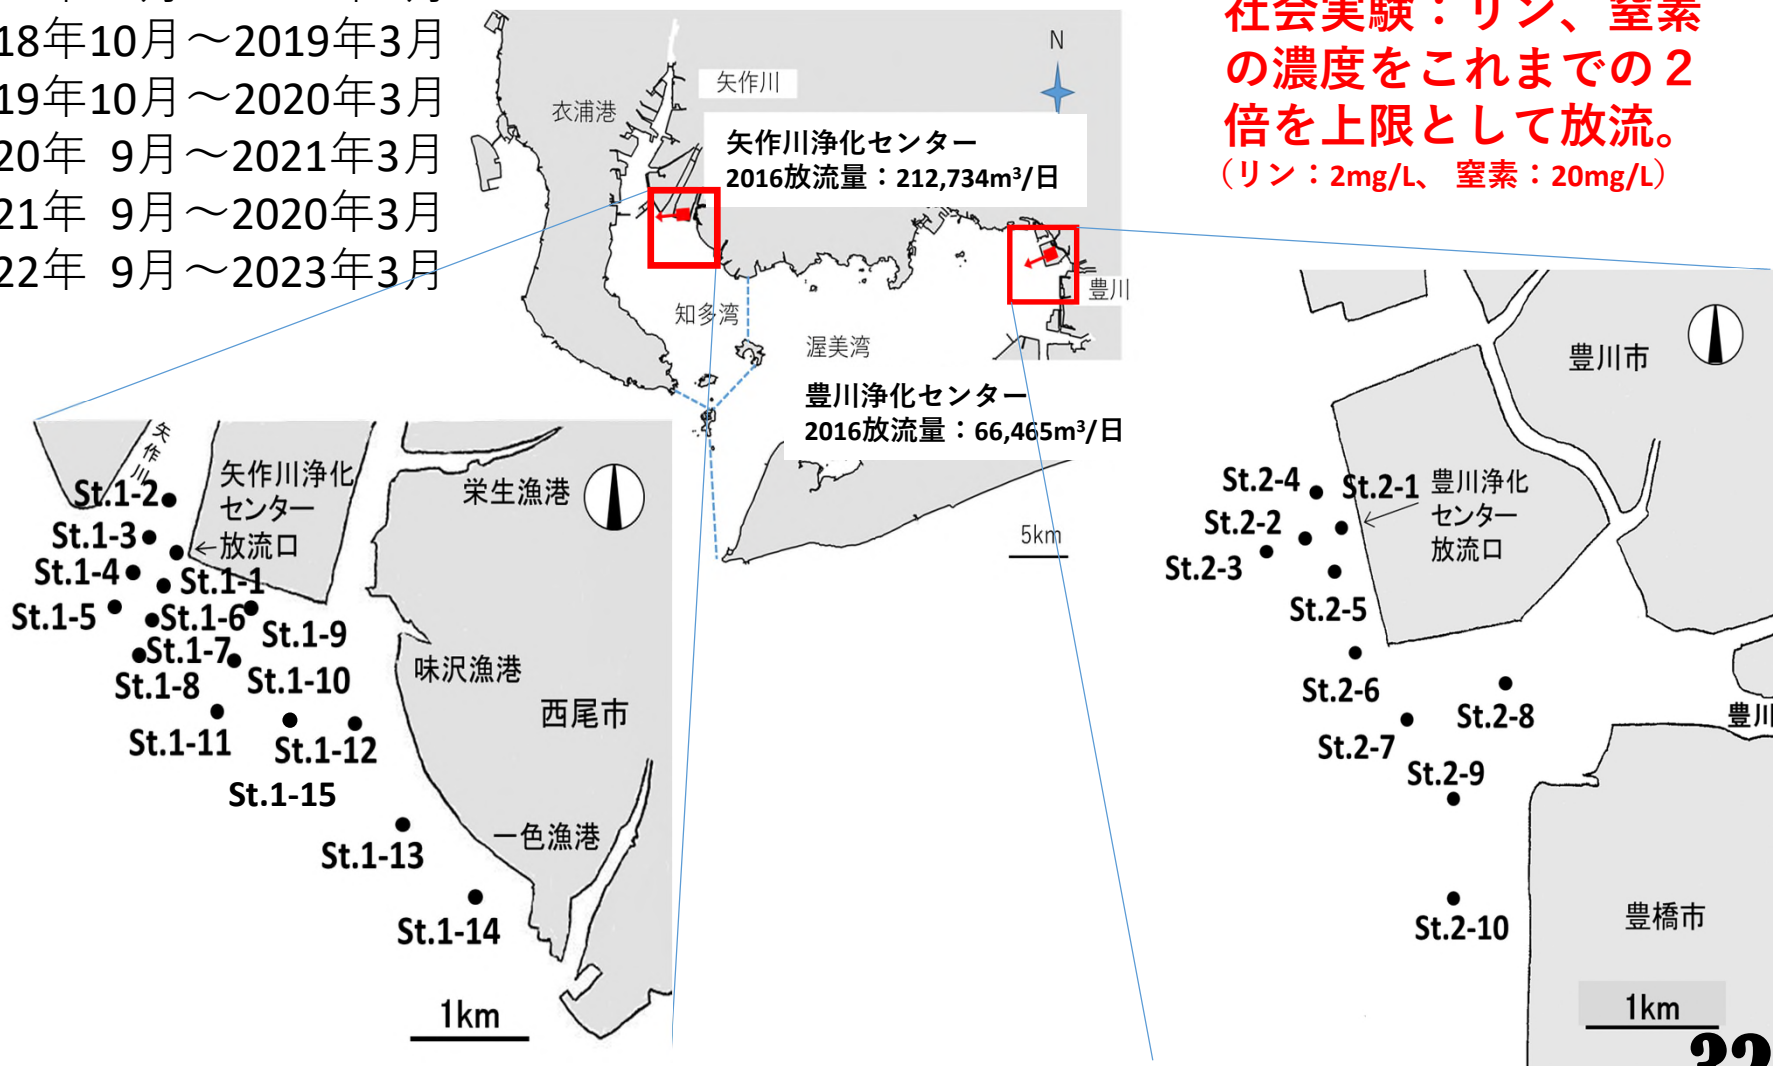 18年10月～2019年3月
19年10月～2020年3月
20年 9月～2021年3月
21年 9月～2020年3月
22年 9月～2023年3月
社会実験：リン、窒素
の濃度をこれまでの２
倍を上限として放流。
（リン：2mg/L、 窒素：20mg/L）
N
矢作川
衣浦港
矢作川浄化センター
2016放流量：212,734m³/日
豊川
知多湾
渥美湾
豊川浄化センター
2016放流量：66,465m³/日
5km
矢作川
矢作川浄化
センター
放流口
栄生漁港
St.1-2
St.1-3
St.1-4
St.1-1
St.1-5
St.1-6
St.1-9
St.1-7
St.1-8
St.1-10
味沢漁港
西尾市
St.1-11
St.1-12
St.1-15
一色漁港
St.1-13
St.1-14
1km
豊川市
St.2-4
St.2-1
豊川浄化
センター
放流口
St.2-2
St.2-3
St.2-5
St.2-6
St.2-8
豊川
St.2-7
St.2-9
St.2-10
豊橋市
1km
32